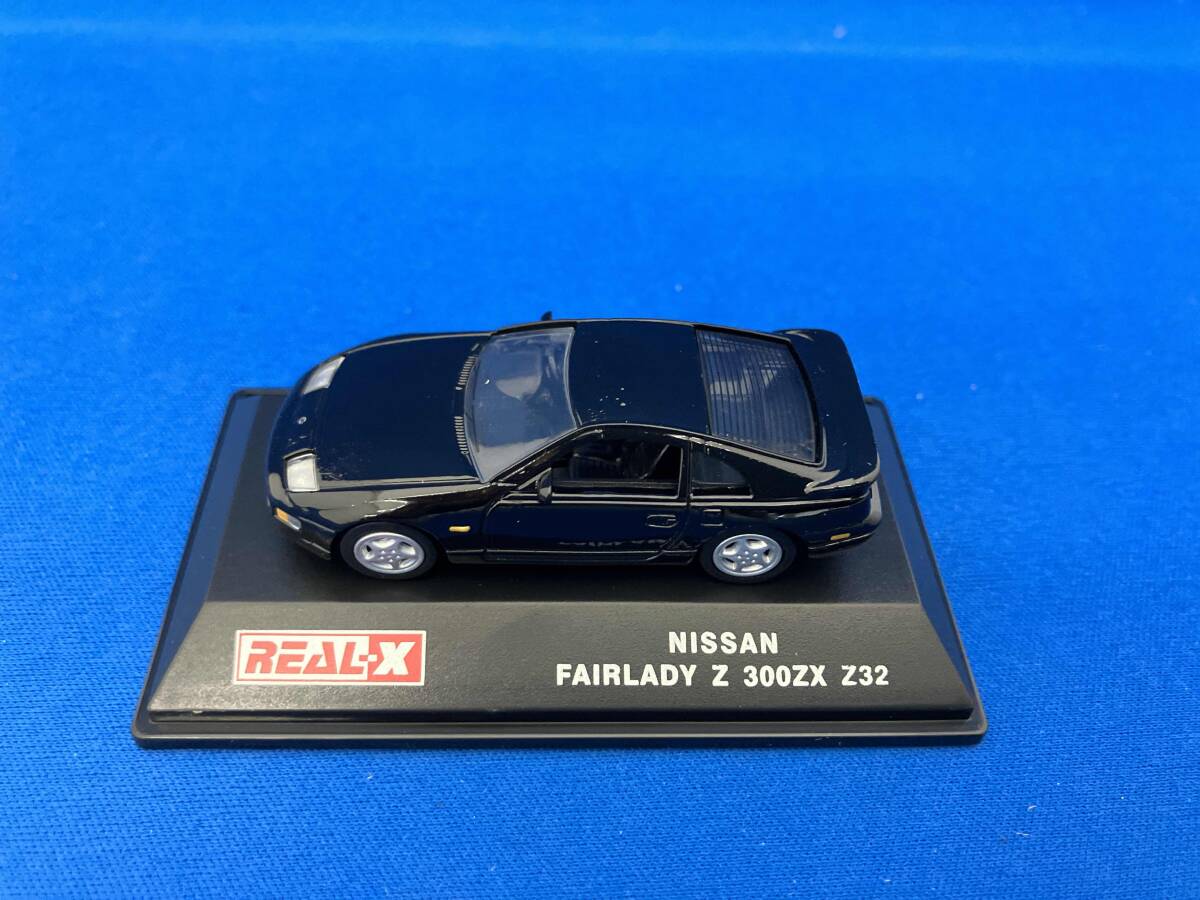 REAL-X
NISSAN
FAIRLADY Z 300ZX Z32